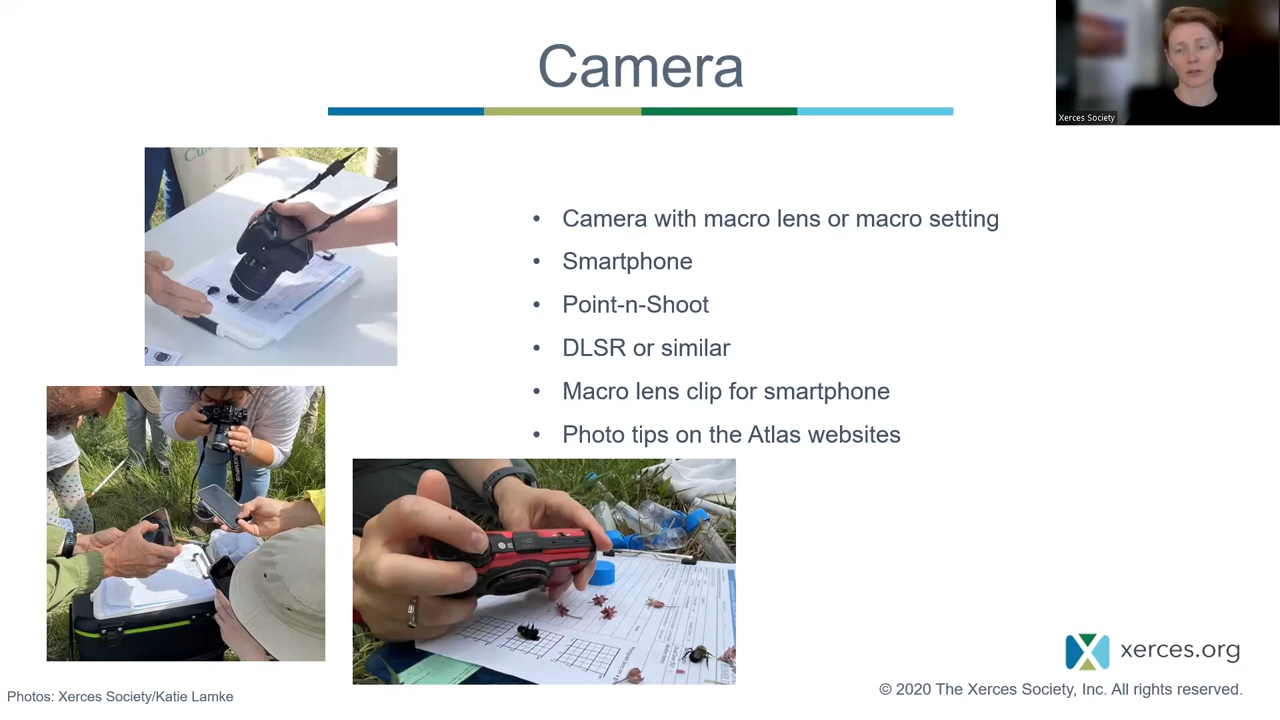 Camera
Xerces Society
• Camera with macro lens or macro setting
• Smartphone
• Point-n-Shoot
• DLSR or similar
• Macro lens clip for smartphone
• Photo tips on the Atlas websites
xerces.org
Photos: Xerces Society/Katie Lamke
© 2020 The Xerces Society, Inc. All rights reserved.